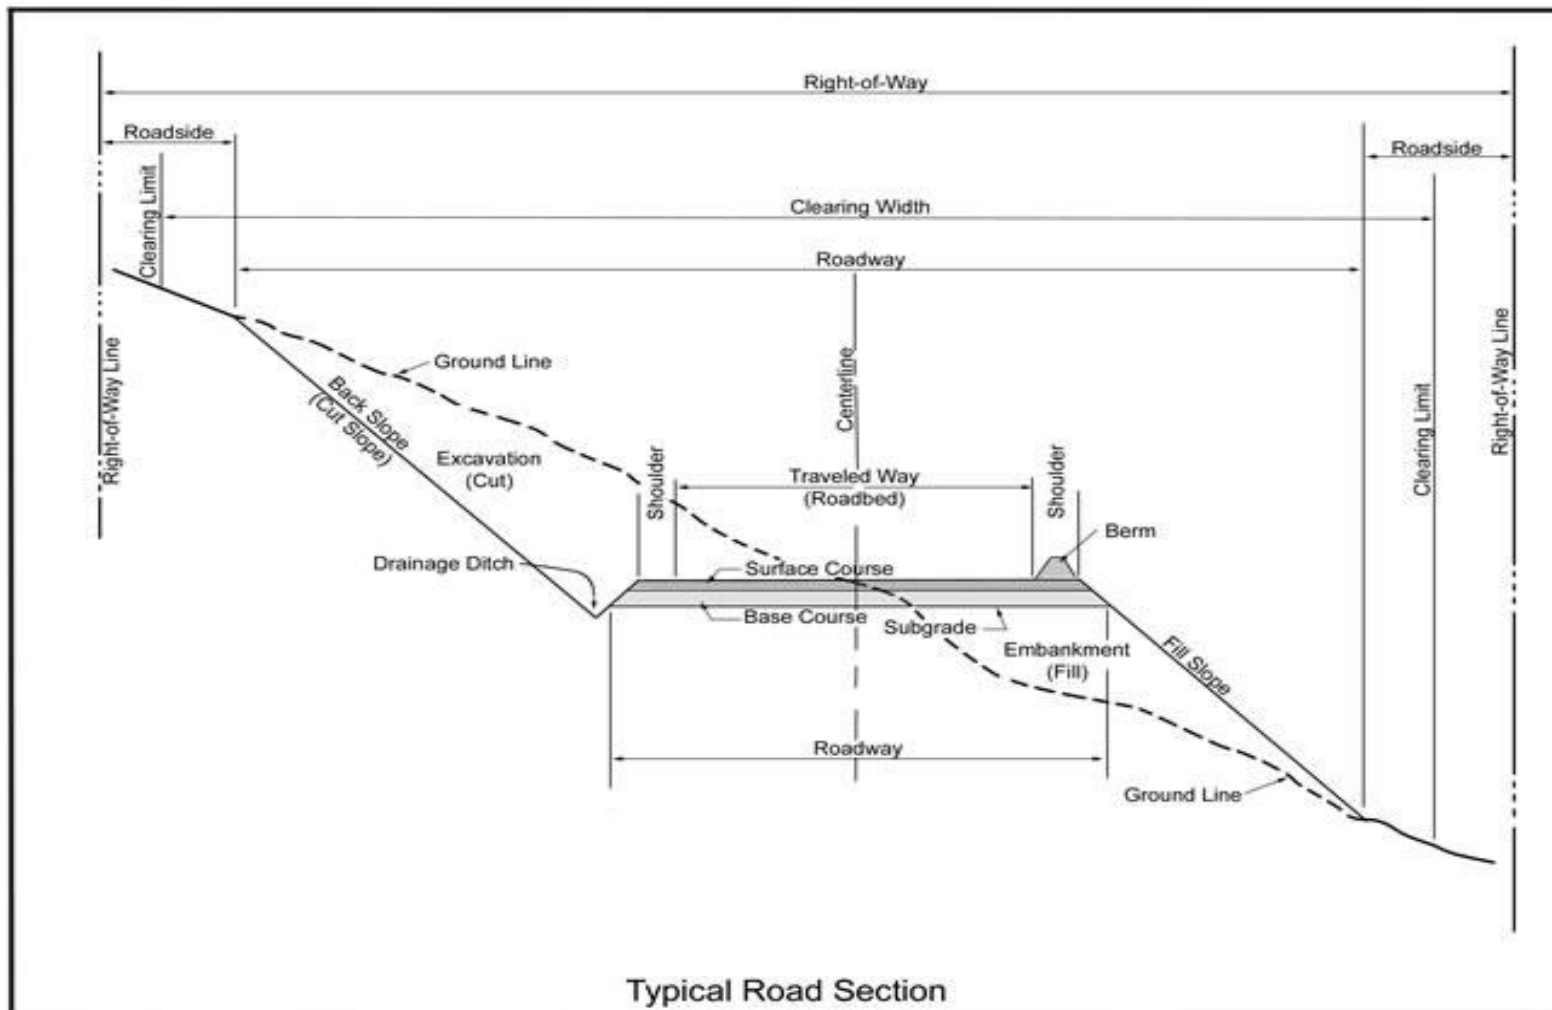 Right-of-Way
Roadside
Roadside
Clearing Limit
Clearing Width
Roadway
Right-of-Way Line
Ground Line
Back Slope
(Cut Slope)
Centerline
Right-of-Way Line
Clearing Limit
Excavation
(Cut)
Shoulder
Traveled Way
(Roadbed)
Shoulder
Berm
Drainage Ditch
Surface Course
Base Course
Subgrade
Embankment
(Fill)
Fill Slope
Roadway
Ground Line
Typical Road Section